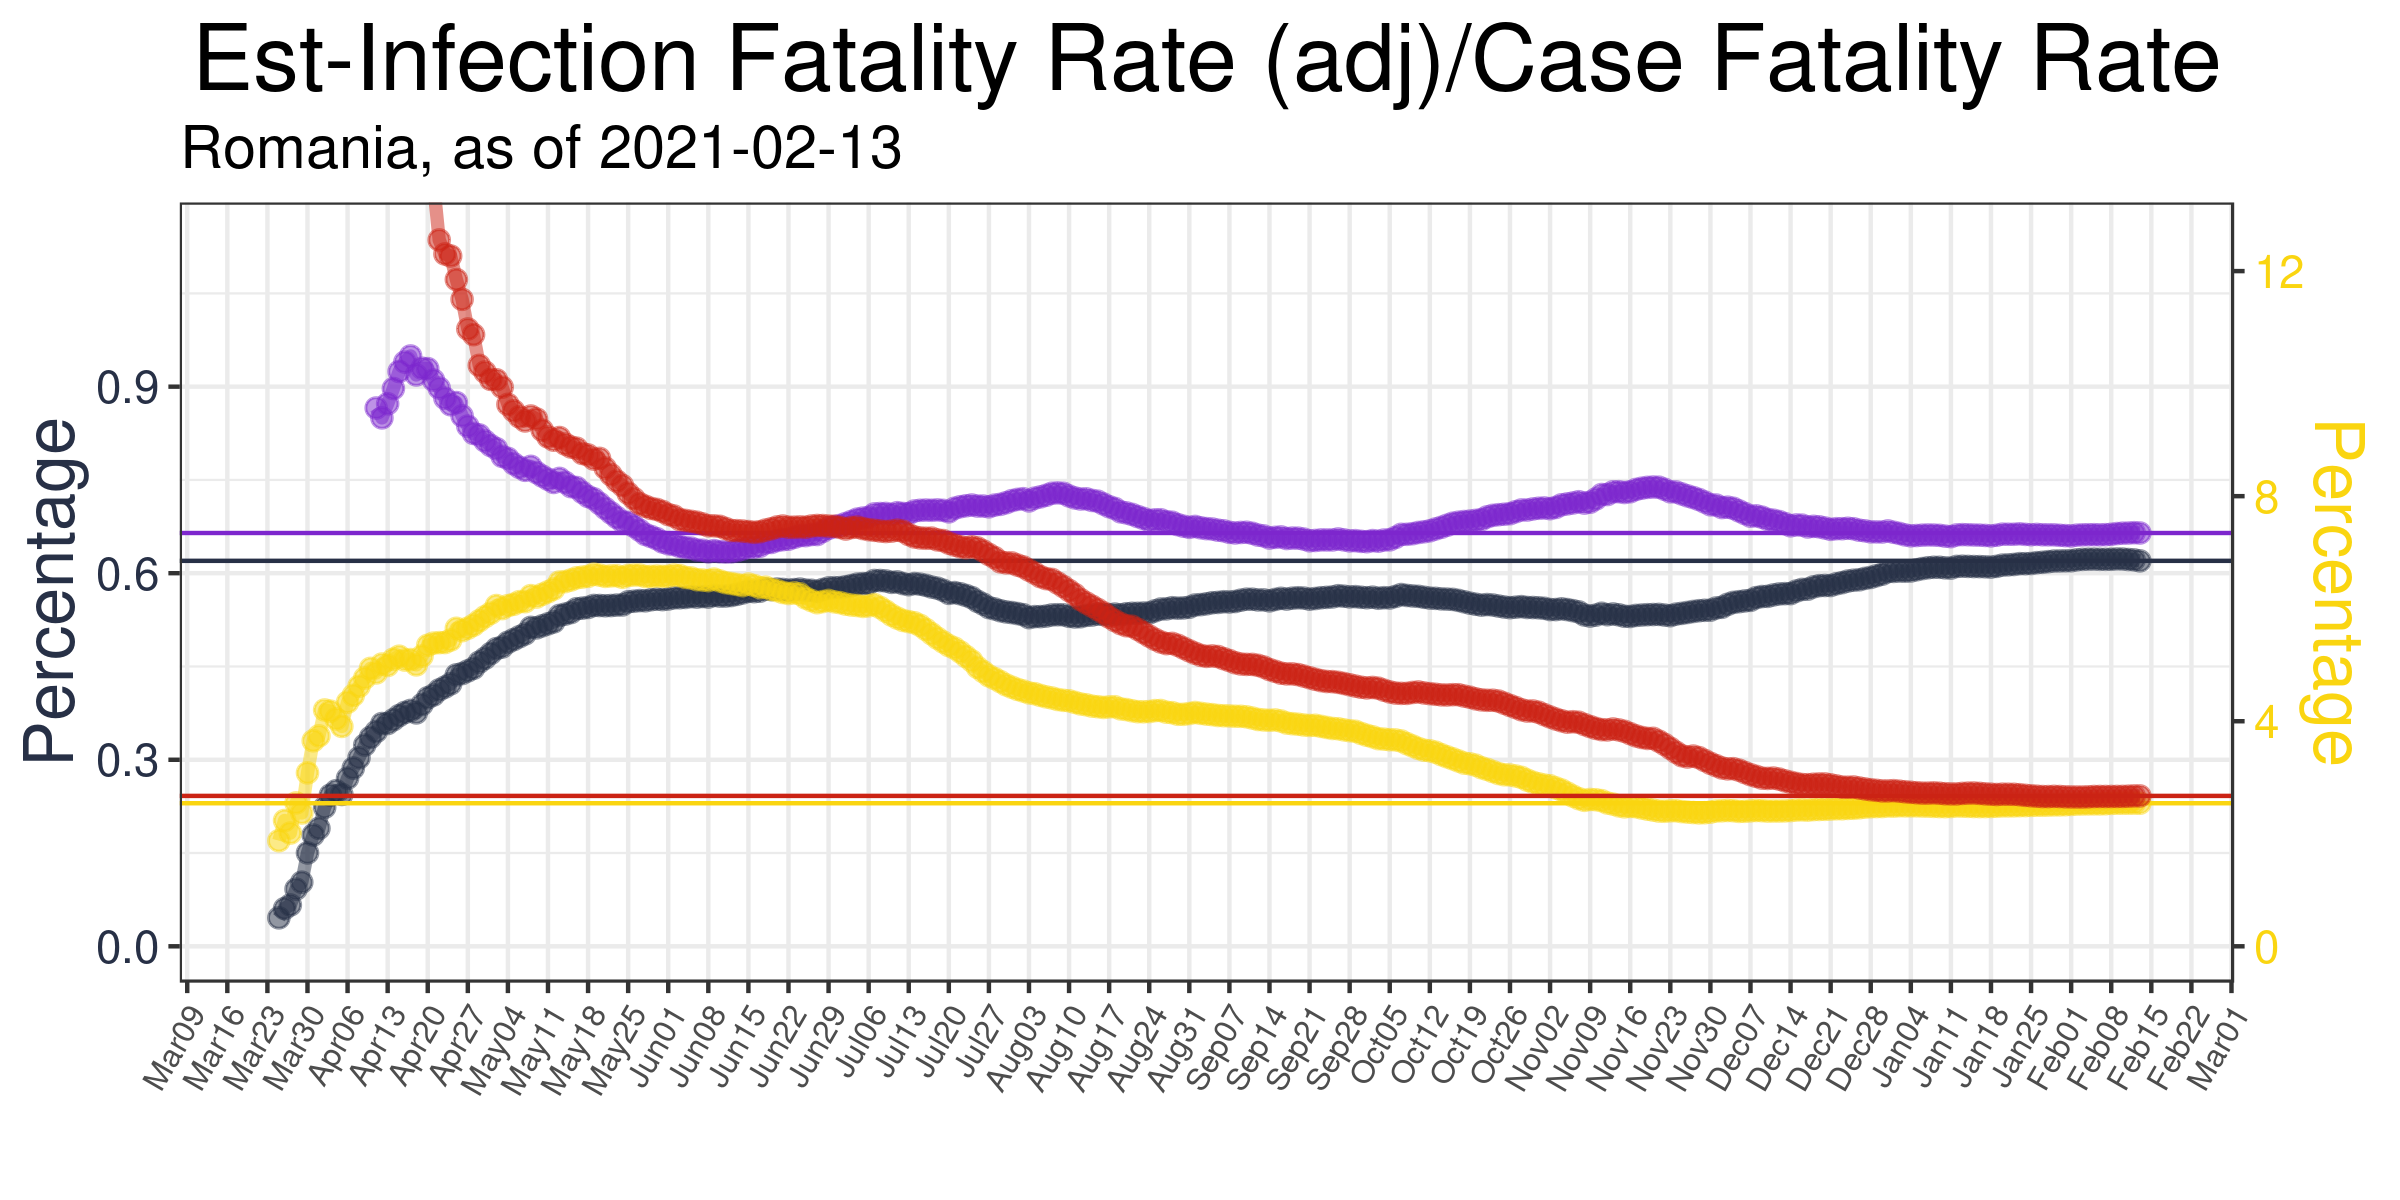 Est-Infection Fatality Rate (adj)/Case Fatality Rate
Romania, as of 2021-02-13
Percentage
0.9
0.6
0.3
0.0
12
8
4
0
Percentage
Mar09
Mar16
Mar23
Mar30
Apr06
Apr13
Apr20
Apr27
May04
May11
May18
May25
Jun01
Jun08
Jun15
Jun22
Jun29
Jul06
Jul13
Jul20
Jul27
Aug03
Aug10
Aug17
Aug24
Aug31
Sep07
Sep14
Sep21
Sep28
Oct05
Oct12
Oct19
Oct26
Nov02
Nov09
Nov16
Nov23
Nov30
Dec07
Dec14
Dec21
Dec28
Jan04
Jan11
Jan18
Jan25
Feb01
Feb08
Feb15
Feb22
Mar01